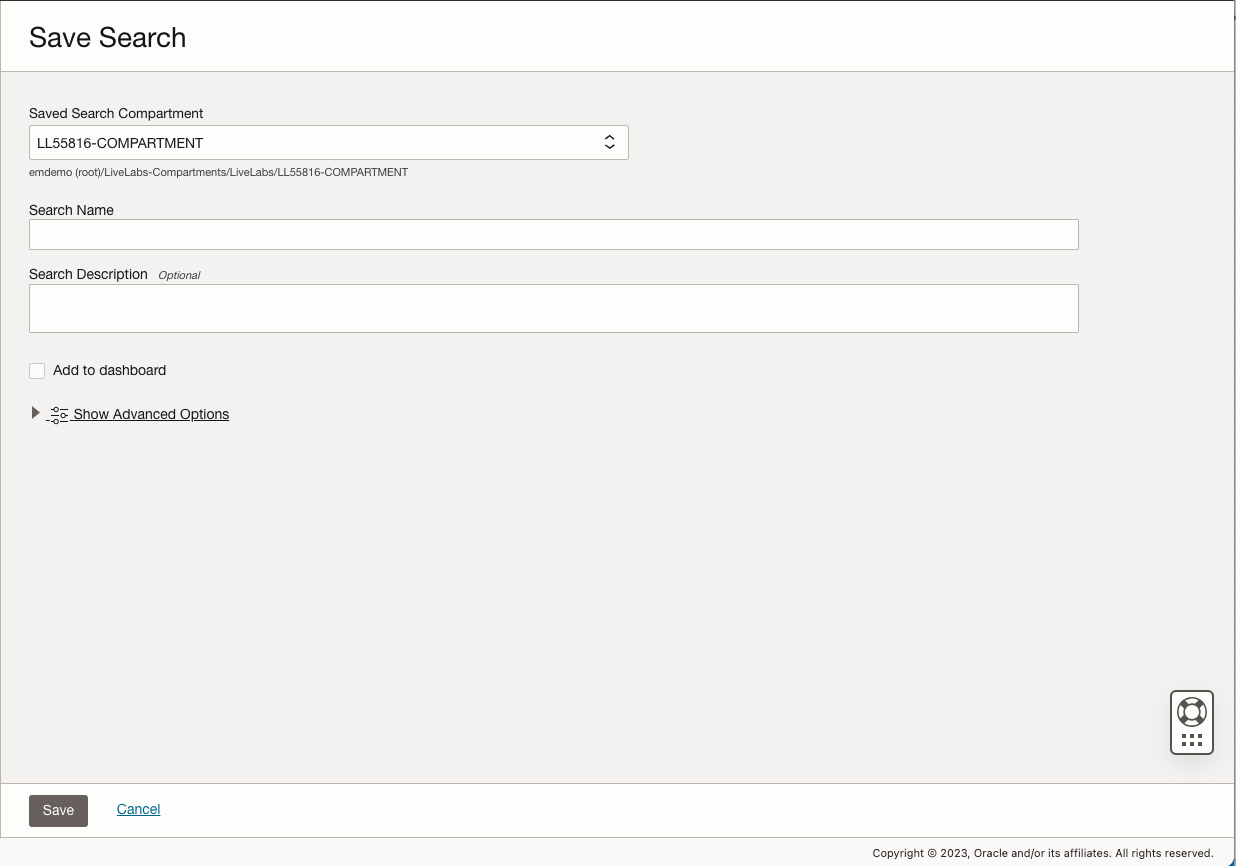 Save Search
Saved Search Compartment
LL55816-COMPARTMENT
emdemo (root)/LiveLabs-Compartments/LiveLabs/LL55816-COMPARTMENT
Search Name
Search Description Optional
Add to dashboard
Show Advanced Options
Save Cancel
Copyright © 2023, Oracle and/or its affiliates. All rights reserved.